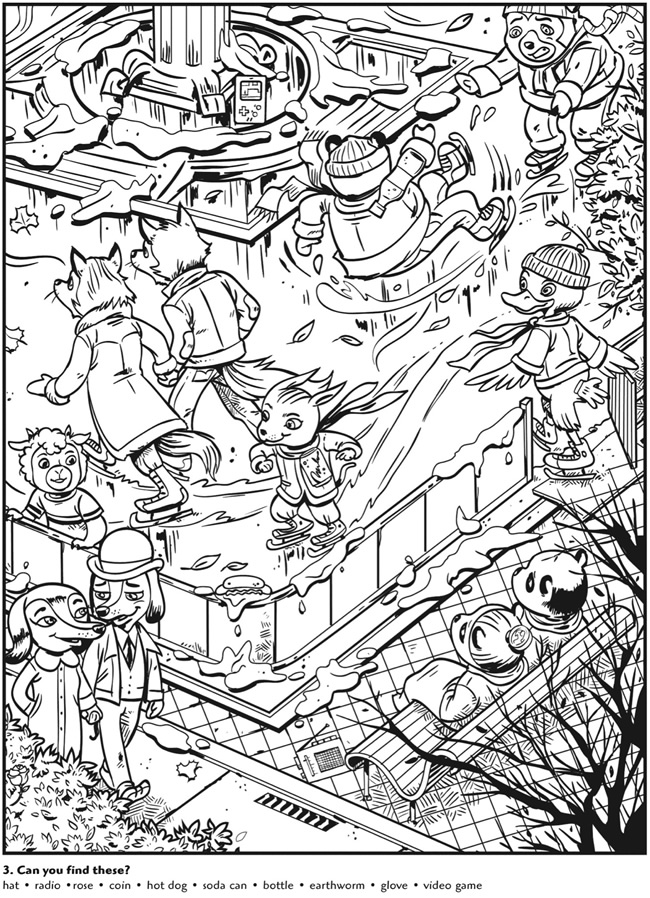 3. Can you find these?
hat • radio •rose • coin • hot dog • soda can • bottle • earthworm • glove • video game